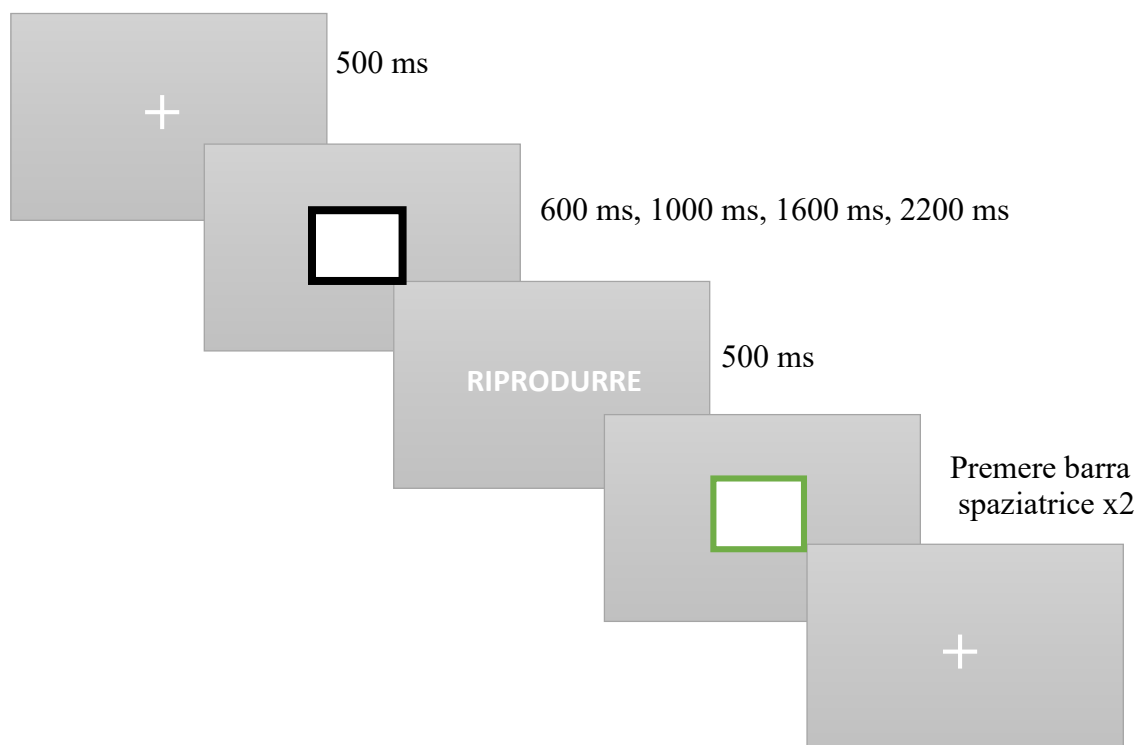 500 ms
600 ms, 1000 ms, 1600 ms, 2200 ms
500 ms
RIPRODURRE
Premere barra
spaziatrice x2